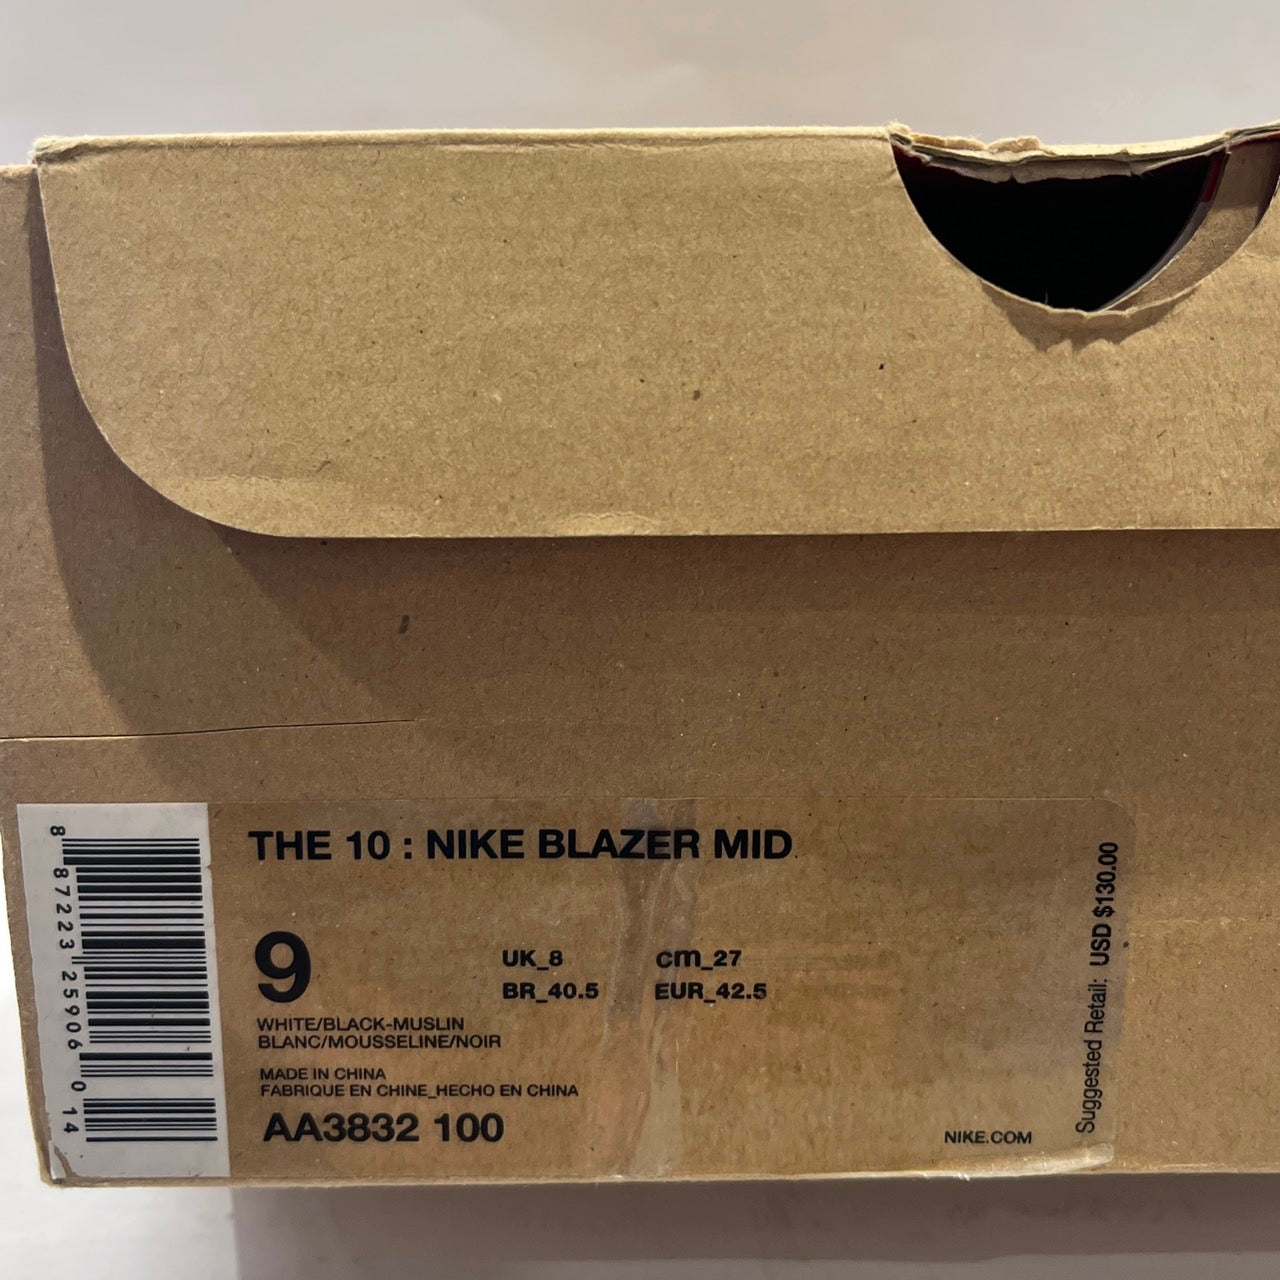 THE 10 : NIKE BLAZER MID
9
UK_8 cm_27
BR_40.5 EUR_42.5
WHITE/BLACK-MUSLIN
BLANC/MOUSSELINE/NOIR
MADE IN CHINA
FABRIQUE EN CHINE_HECHO EN CHINA
AA3832 100
NIKE.COM
Suggested Retail: USD $130.00
8 87223 25906 0 14